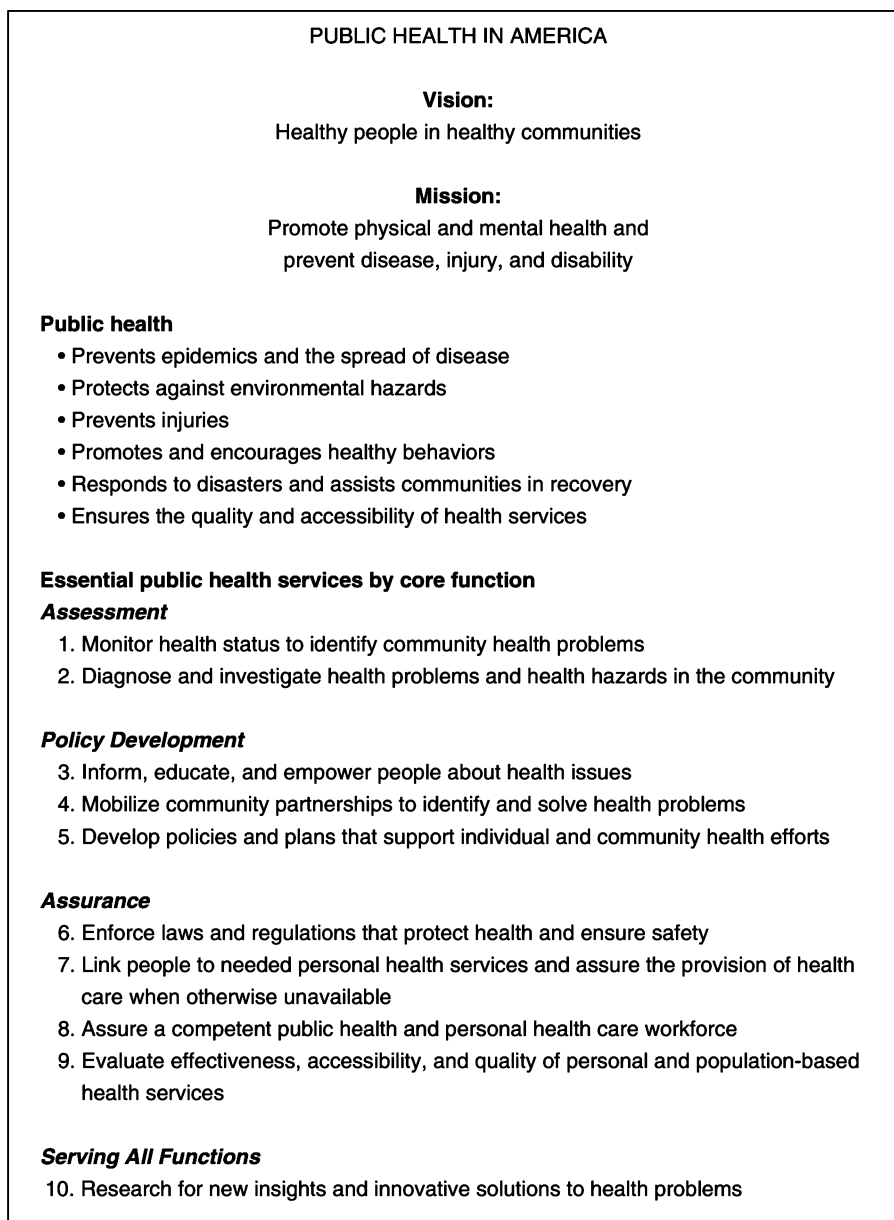 PUBLIC HEALTH IN AMERICA
Vision:
Healthy people in healthy communities
Mission:
Promote physical and mental health and
prevent disease, injury, and disability
Public health
• Prevents epidemics and the spread of disease
• Protects against environmental hazards
• Prevents injuries
• Promotes and encourages healthy behaviors
• Responds to disasters and assists communities in recovery
• Ensures the quality and accessibility of health services
Essential public health services by core function
Assessment
1. Monitor health status to identify community health problems
2. Diagnose and investigate health problems and health hazards in the community
Policy Development
3. Inform, educate, and empower people about health issues
4. Mobilize community partnerships to identify and solve health problems
5. Develop policies and plans that support individual and community health efforts
Assurance
6. Enforce laws and regulations that protect health and ensure safety
7. Link people to needed personal health services and assure the provision of health
care when otherwise unavailable
8. Assure a competent public health and personal health care workforce
9. Evaluate effectiveness, accessibility, and quality of personal and population-based
health services
Serving All Functions
10. Research for new insights and innovative solutions to health problems